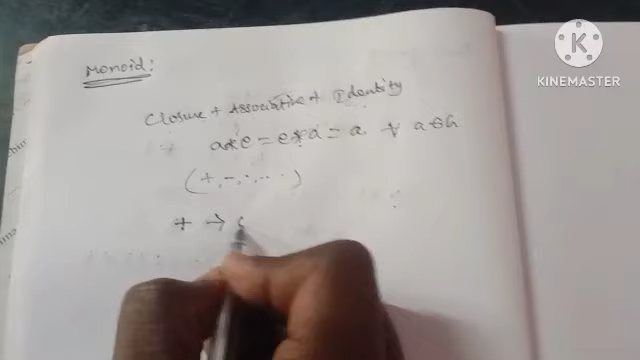 Monoid:
Closure + Associative + Identity
a*e = e*a = a ∀ a∈G
(+, -, ·, ....)
+ →
K
KINEMASTER